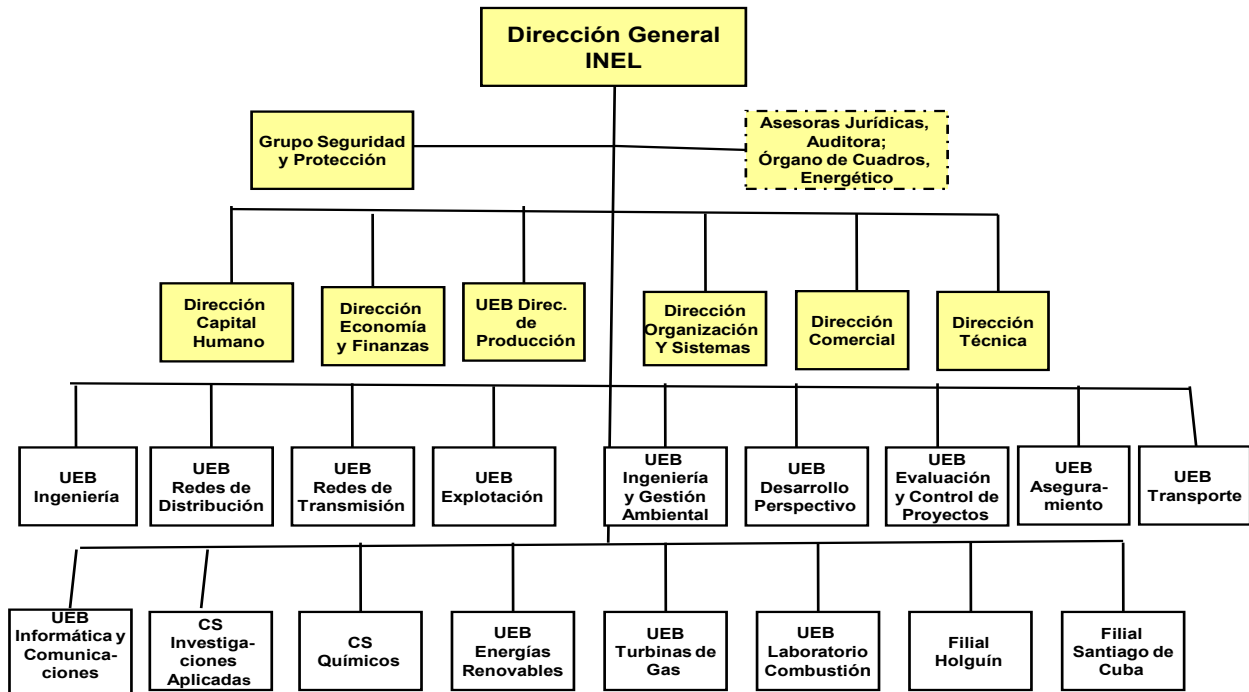 Dirección General
INEL
Grupo Seguridad
y Protección
Asesoras Jurídicas,
Auditora;
Órgano de Cuadros,
Energético
Dirección
Capital
Humano
Dirección
Economía
y Finanzas
UEB Direc.
de
Producción
Dirección
Organización
Y Sistemas
Dirección
Comercial
Dirección
Técnica
UEB
Ingeniería
UEB
Redes de
Distribución
UEB
Redes de
Transmisión
UEB
Explotación
UEB
Ingeniería
y Gestión
Ambiental
UEB
Desarrollo
Perspectivo
UEB
Evaluación
y Control de
Proyectos
UEB
Asegura-
miento
UEB
Transporte
UEB
Informática y
Comunica-
ciones
CS
Investiga-
ciones
Aplicadas
CS
Químicos
UEB
Energías
Renovables
UEB
Turbinas de
Gas
UEB
Laboratorio
Combustión
Filial
Holguín
Filial
Santiago de
Cuba